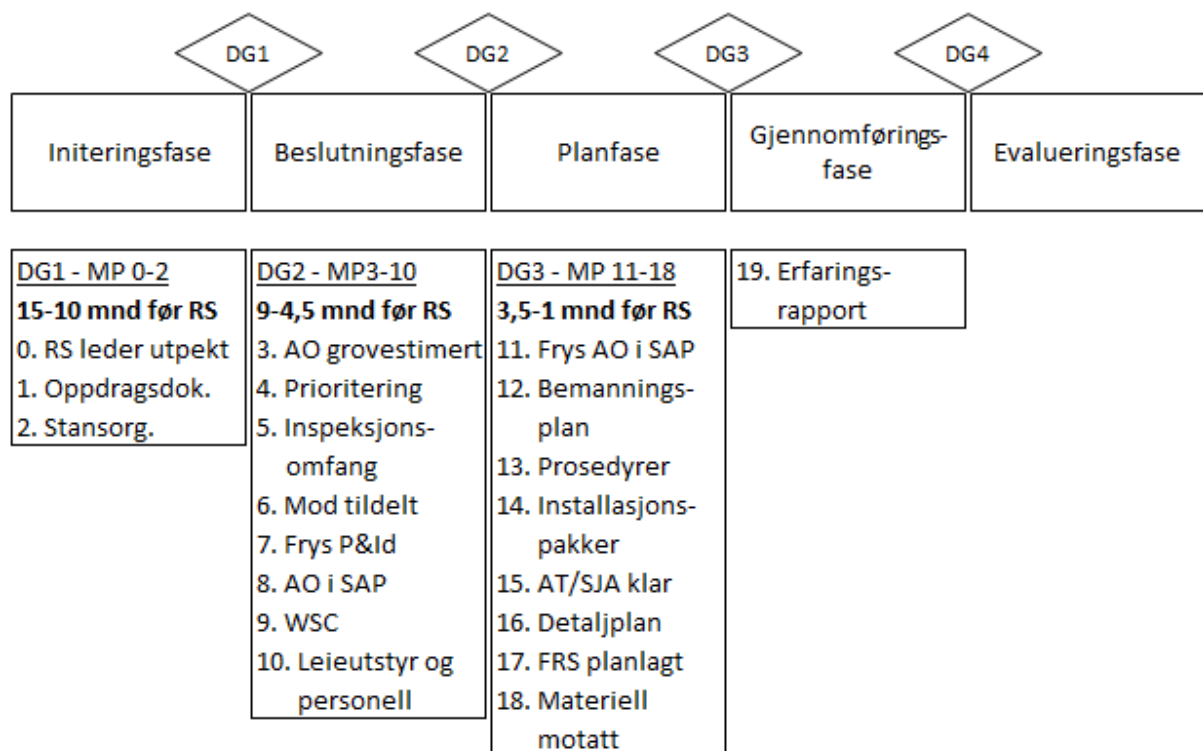 DG1
DG2
DG3
DG4
Initeringsfase
Beslutningsfase
Planfase
Gjennomførings-
fase
Evalueringsfase
DG1 - MP 0-2
15-10 mnd før RS
0. RS leder utpekt
1. Oppdragsdok.
2. Stansorg.
DG2 - MP3-10
9-4,5 mnd før RS
3. AO grovestimert
4. Prioritering
5. Inspeksjons-
omfang
6. Mod tildelt
7. Frys P&Id
8. AO i SAP
9. WSC
10. Leieutstyr og
personell
DG3 - MP 11-18
3,5-1 mnd før RS
11. Frys AO i SAP
12. Bemannings-
plan
13. Prosedyrer
14. Installasjons-
pakker
15. AT/SJA klar
16. Detaljplan
17. FRS planlagt
18. Materiell
motatt
19. Erfarings-
rapport